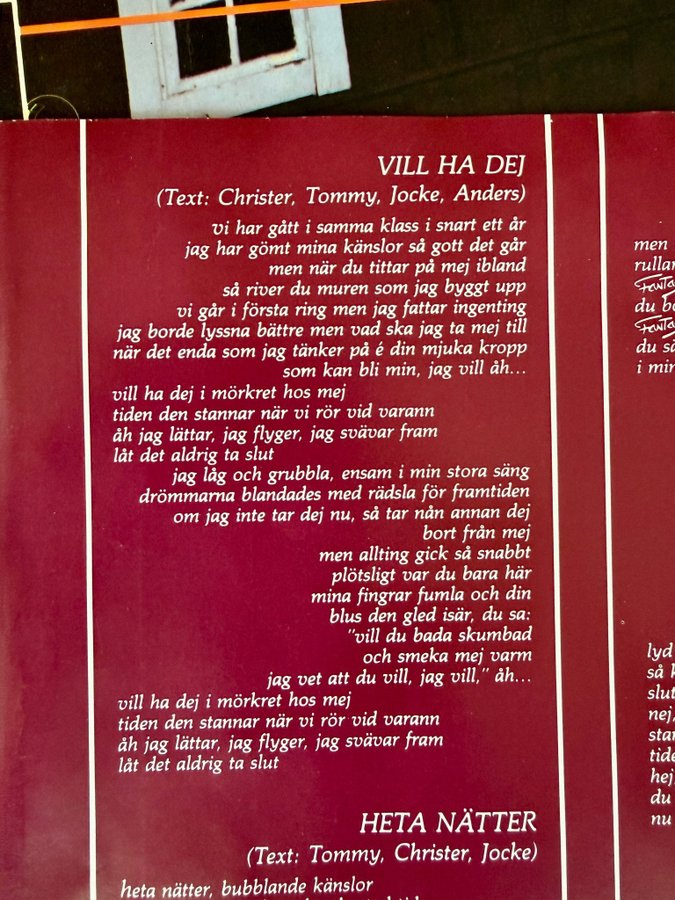 VILL HA DEJ
(Text: Christer, Tommy, Jocke, Anders)
vi har gått i samma klass i snart ett år
jag har gömt mina känslor så gott det går
men när du tittar på mej ibland
så river du muren som jag byggt upp
vi går i första ring men jag fattar ingenting
jag borde lyssna bättre men vad ska jag ta mej till
när det enda som jag tänker på é din mjuka kropp
som kan bli min, jag vill åh...
vill ha dej i mörkret hos mej
tiden den stannar när vi rör vid varann
åh jag lättar, jag flyger, jag svävar fram
låt det aldrig ta slut
jag låg och grubbla, ensam i min stora säng
drömmarna blandades med rädsla för framtiden
om jag inte tar dej nu, så tar nån annan dej
bort från mej
men allting gick så snabbt
plötsligt var du bara här
mina fingrar fumla och din
blus den gled isär, du sa:
"vill du bada skumbad
och smeka mej varm
jag vet att du vill, jag vill," åh...
vill ha dej i mörkret hos mej
tiden den stannar när vi rör vid varann
åh jag lättar, jag flyger, jag svävar fram
låt det aldrig ta slut
HETA NÄTTER
(Text: Tommy, Christer, Jocke)
heta nätter, bubblande känslor
men
du
du
i
lyd
så
nej,
hej
du
nu